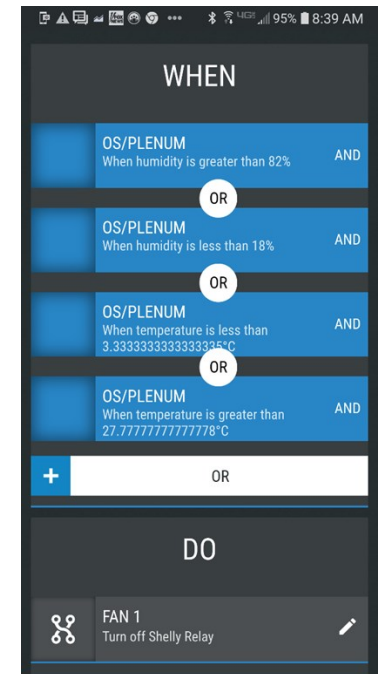 95% 8:39 AM
WHEN
OS/PLENUM
When humidity is greater than 82%
AND
OR
OS/PLENUM
When humidity is less than 18%
AND
OR
OS/PLENUM
When temperature is less than
3.3333333333333335°C
AND
OR
OS/PLENUM
When temperature is greater than
27.77777777777778°C
AND
+ OR
DO
FAN 1
Turn off Shelly Relay